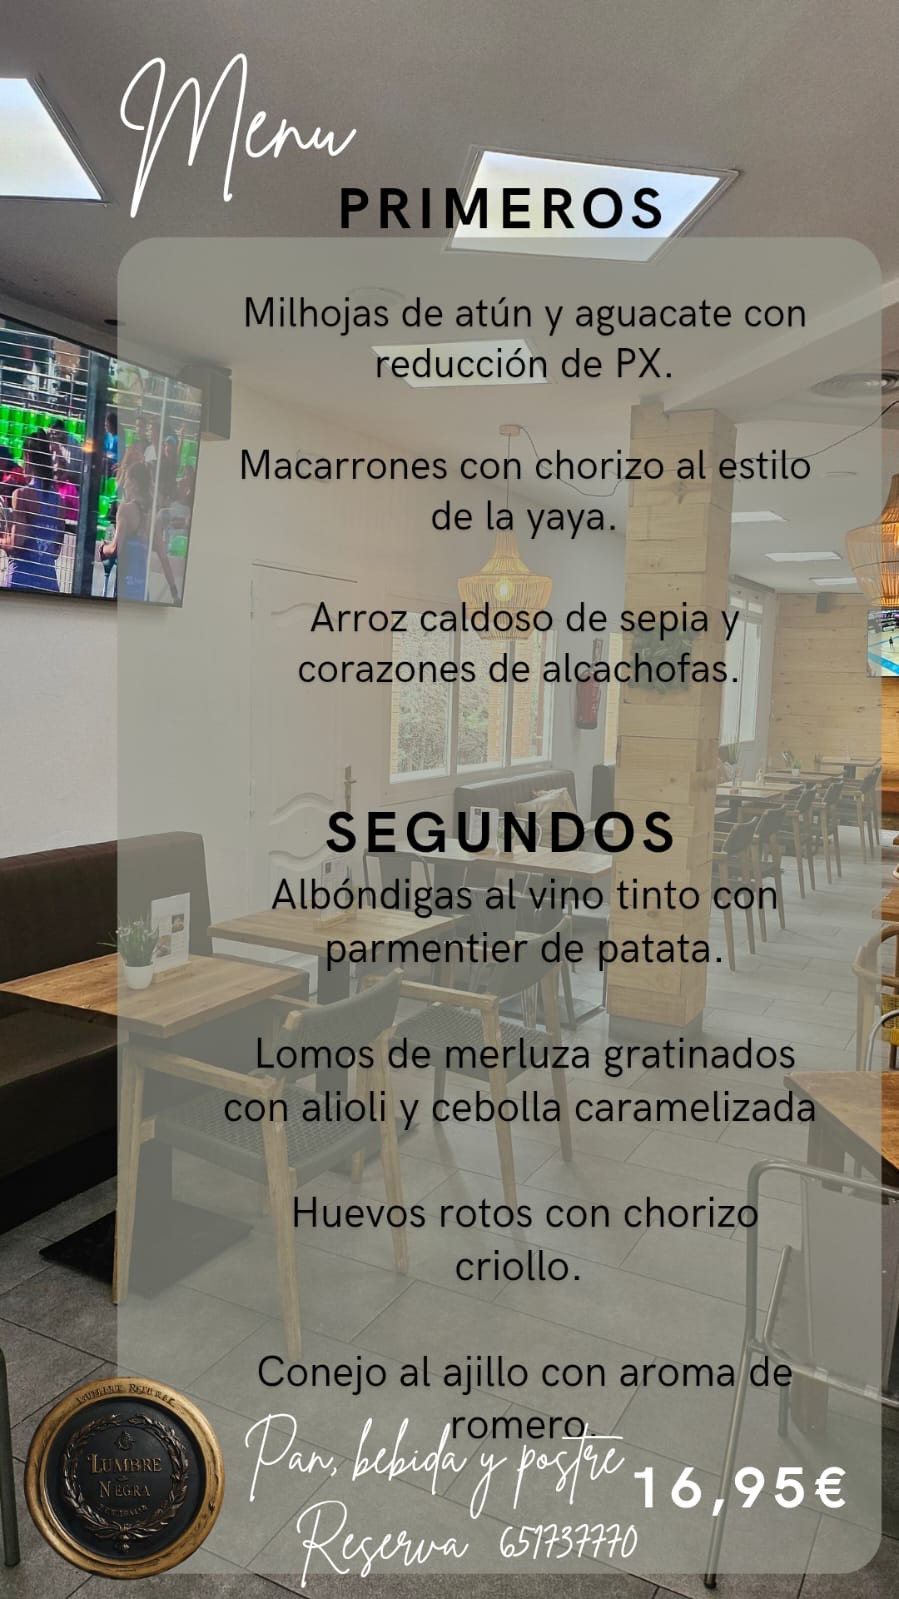 Menu
PRIMEROS
Milhojas de atún y aguacate con
reducción de PX.
Macarrones con chorizo al estilo
de la yaya.
Arroz caldoso de sepia y
corazones de alcachofas.
SEGUNDOS
Albóndigas al vino tinto con
parmentier de patata.
Lomos de merluza gratinados
con alioli y cebolla caramelizada
Huevos rotos con chorizo
criollo.
Conejo al ajillo con aroma de
romero.
Pan, bebida y postre
16,95€
Reserva 651737770
LUMBRE
NEGRA